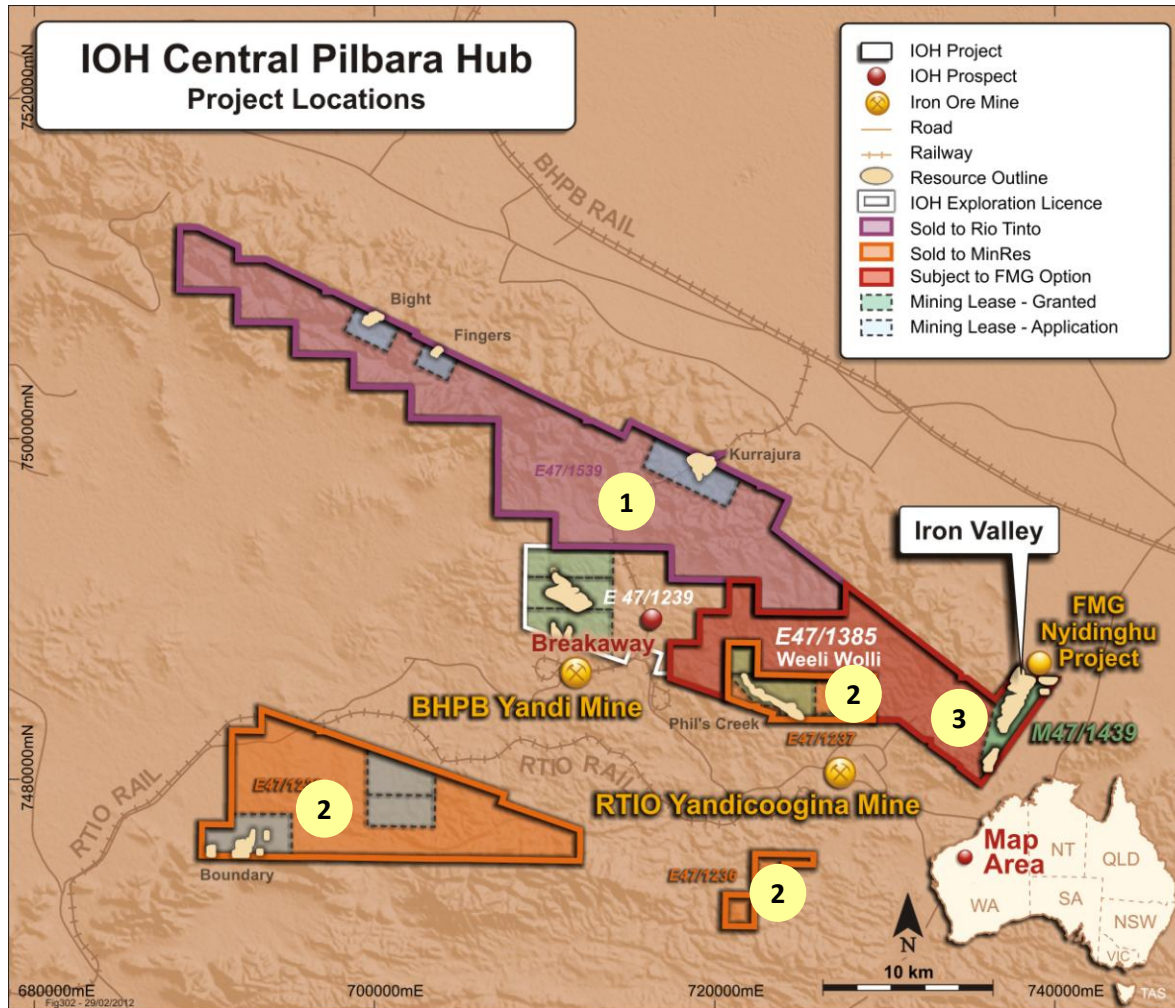 IOH Central Pilbara Hub
Project Locations
IOH Project
IOH Prospect
Iron Ore Mine
Road
Railway
Resource Outline
IOH Exploration Licence
Sold to Rio Tinto
Sold to MinRes
Subject to FMG Option
Mining Lease - Granted
Mining Lease - Application
7520000mN
7500000mN
7480000mN
BHPB RAIL
Bight
Fingers
Kurrajura
E47/1539
1
Iron Valley
FMG
Nyidinghu
Project
E 47/1239
Breakaway
E47/1385
Weeli Wolli
2
3
M47/1439
BHPB Yandi Mine
Phil's Creek
E47/1237
RTIO RAIL
RTIO Yandicoogina Mine
RTIO RAIL
2
Boundary
E47/1236
2
Map
Area
NT
QLD
WA
SA
NSW
VIC
TAS
N
10 km
680000mE
700000mE
720000mE
740000mE
Fig302 - 29/02/2012